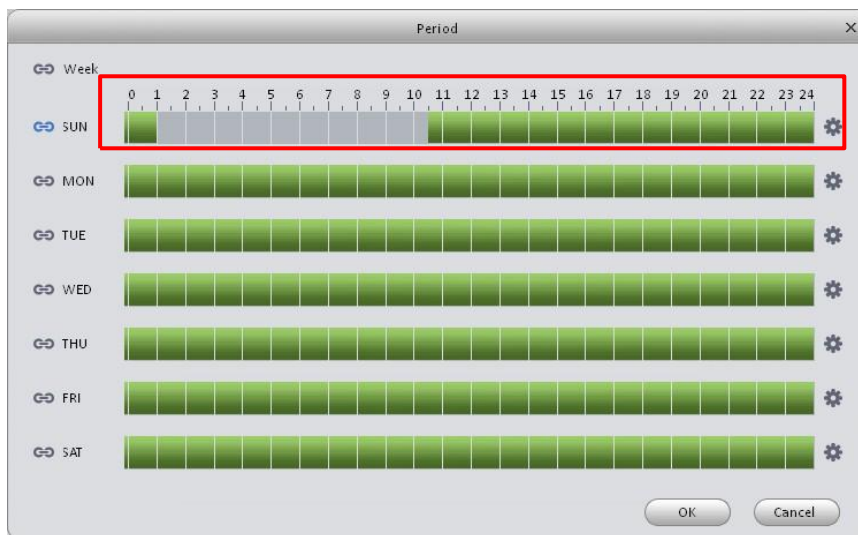 Period
Week
0 1 2 3 4 5 6 7 8 9 10 11 12 13 14 15 16 17 18 19 20 21 22 23 24
SUN
MON
TUE
WED
THU
FRI
SAT
OK Cancel